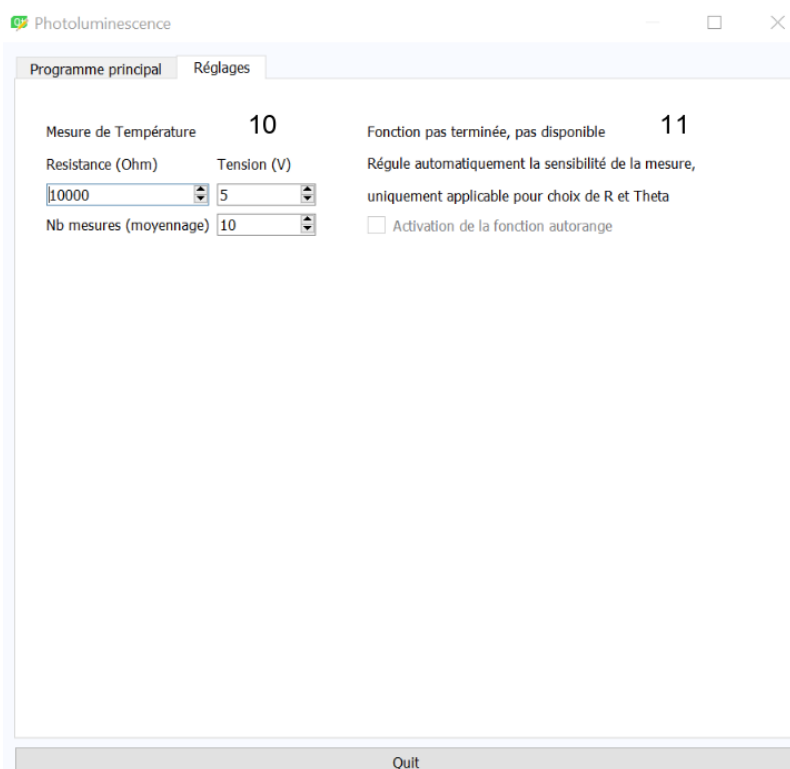 Photoluminescence
Programme principal
Réglages
Mesure de Température
10
Resistance (Ohm)
Tension (V)
10000
5
Nb mesures (moyennage)
10
Fonction pas terminée, pas disponible
11
Régule automatiquement la sensibilité de la mesure,
uniquement applicable pour choix de R et Theta
Activation de la fonction autorange
Quit